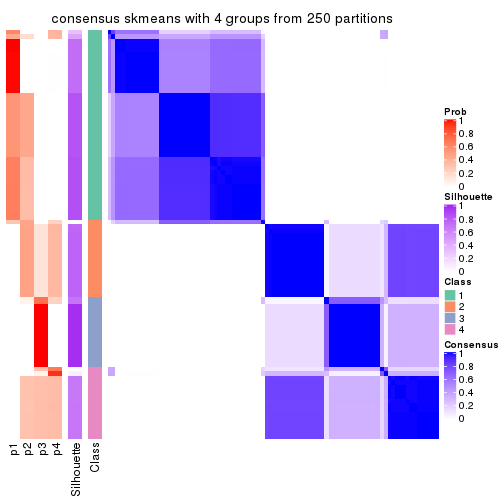 consensus skmeans with 4 groups from 250 partitions
Prob
1
0.8
0.6
0.4
0.2
0
Silhouette
1
0.8
0.6
0.4
0.2
0
Class
1
2
3
4
Consensus
1
0.8
0.6
0.4
0.2
0
p1
p2
p3
p4
Silhouette
Class